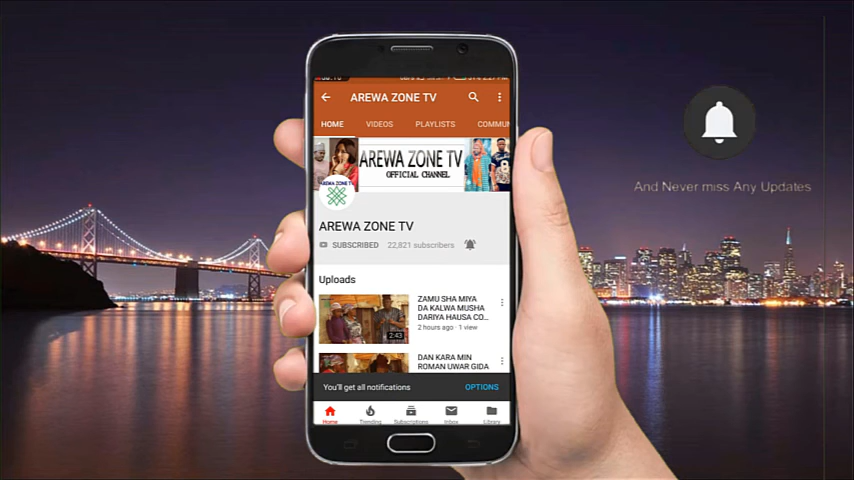 AREWA ZONE TV
HOME VIDEOS PLAYLISTS COMMUN
AREWA ZONE TV
OFFICIAL CHANNEL
AREWA ZONE T
AREWA ZONE TV
SUBSCRIBED 22,821 subscribers
Uploads
ZAMU SHA MIYA
DA KALWA MUSHA
DARIYA HAUSA CO...
2 hours ago · 1 view
2:43
DAN KARA MIN
ROMAN UWAR GIDA
You'll get all notifications OPTIONS
Home Trending Subscriptions Inbox Library
And Never miss Any Updates